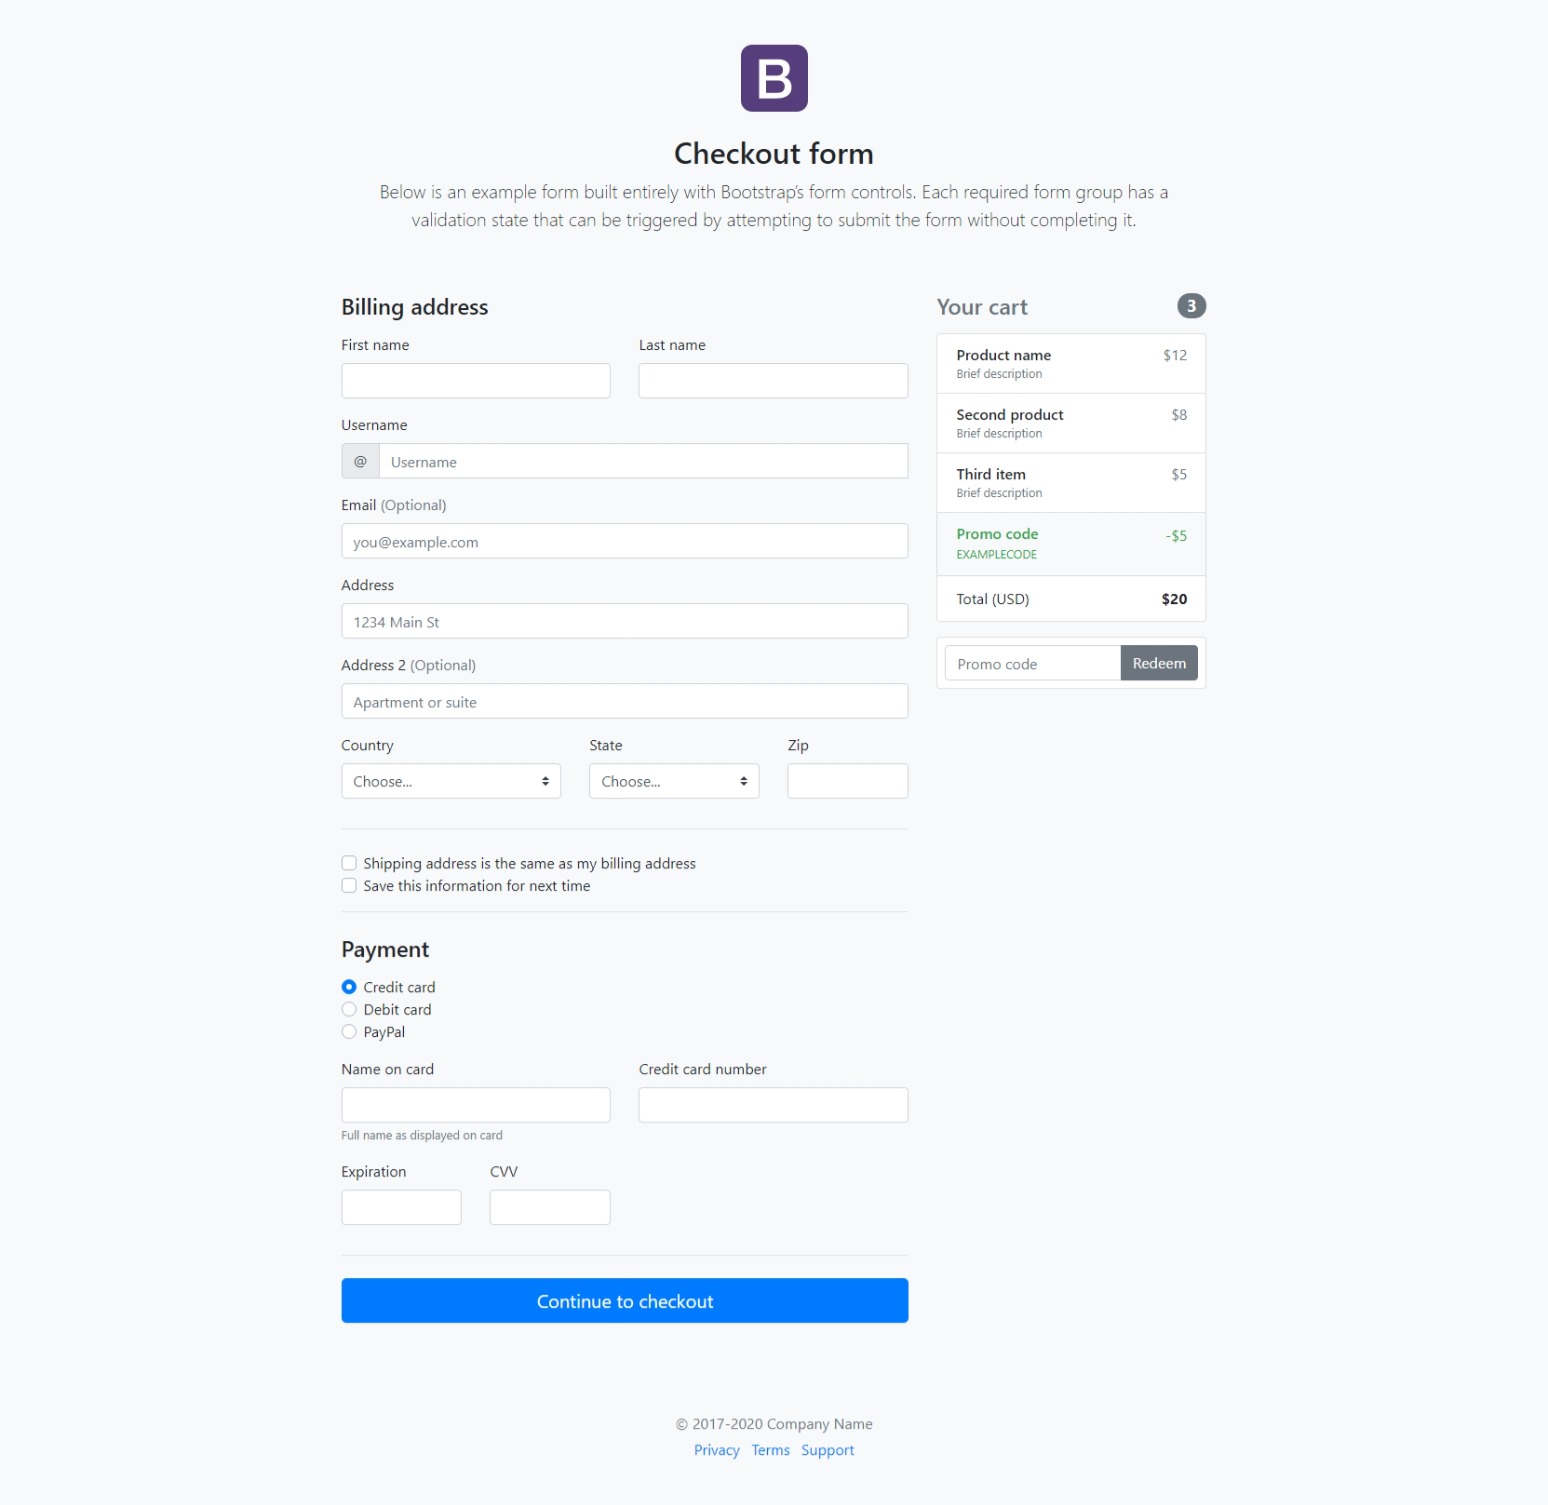 B
Checkout form
Below is an example form built entirely with Bootstrap's form controls. Each required form group has a
validation state that can be triggered by attempting to submit the form without completing it.
Billing address
First name Last name
Username
@ Username
Email (Optional)
you@example.com
Address
1234 Main St
Address 2 (Optional)
Apartment or suite
Country State Zip
Choose... Choose...
Shipping address is the same as my billing address
Save this information for next time
Payment
Credit card
Debit card
PayPal
Name on card Credit card number
Full name as displayed on card
Expiration CVV
Continue to checkout
Your cart 3
Product name $12
Brief description
Second product $8
Brief description
Third item $5
Brief description
Promo code -$5
EXAMPLECODE
Total (USD) $20
Promo code Redeem
© 2017-2020 Company Name
Privacy Terms Support